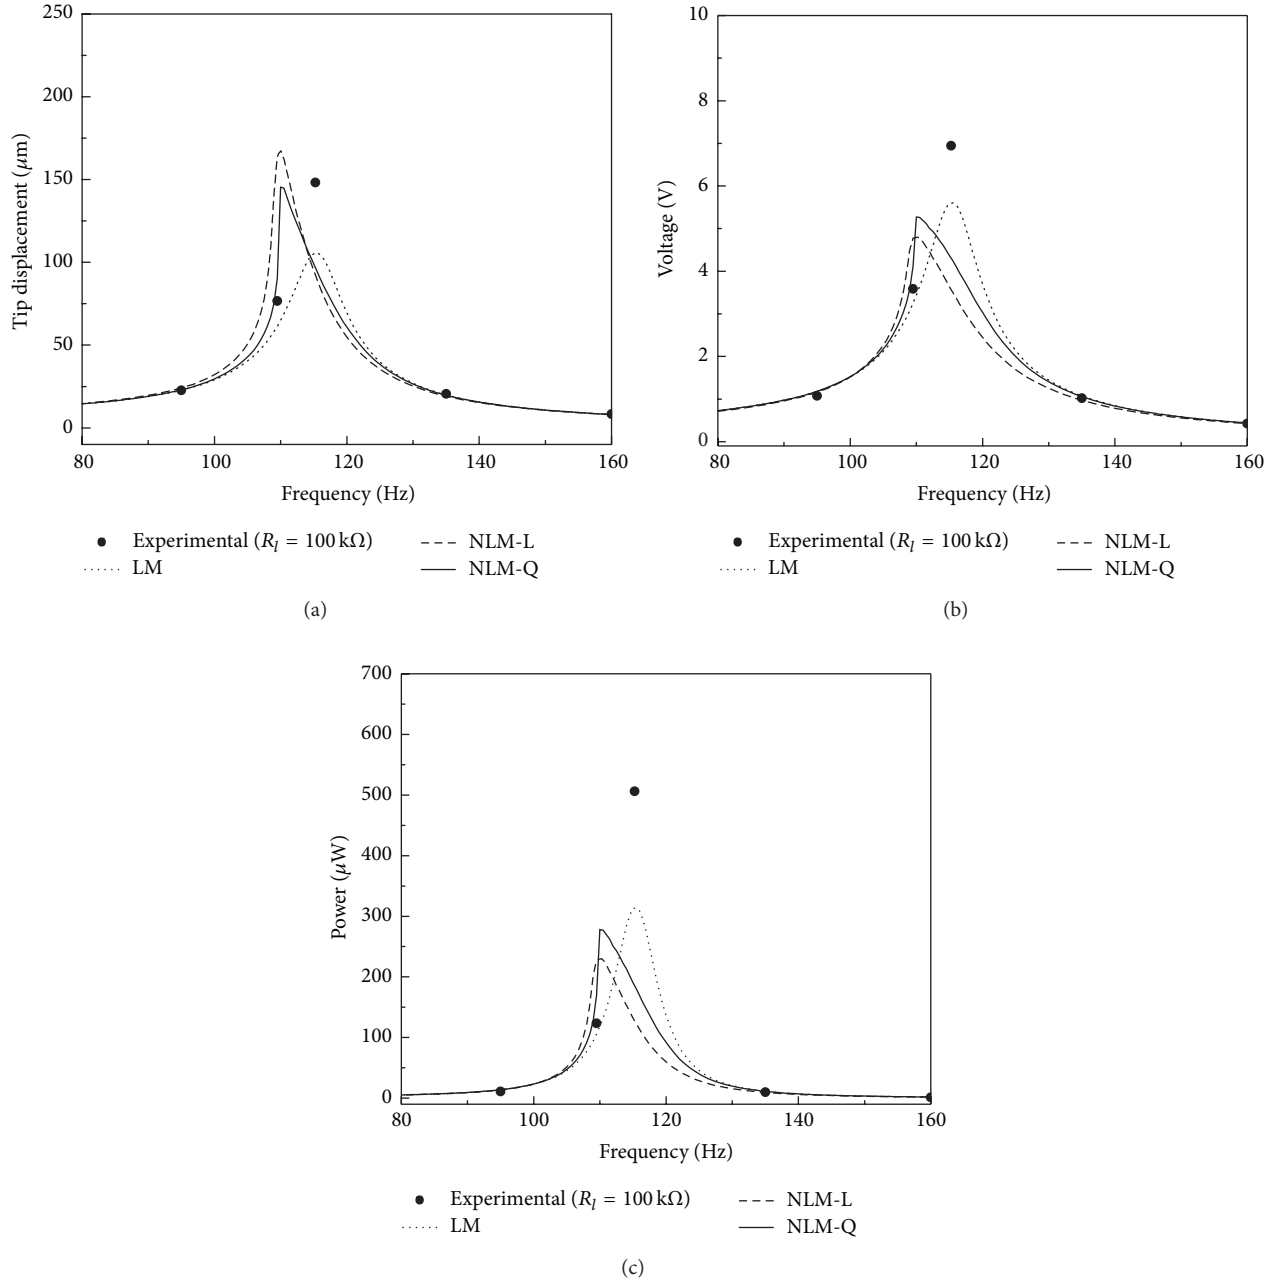 250
200
150
100
50
0
Tip displacement (μm)
80 100 120 140 160
Frequency (Hz)
Experimental (Rl = 100 kΩ)
LM
NLM-L
NLM-Q
(a)
10
8
6
4
2
0
Voltage (V)
80 100 120 140 160
Frequency (Hz)
Experimental (Rl = 100 kΩ)
LM
NLM-L
NLM-Q
(b)
700
600
500
400
300
200
100
0
Power (μW)
80 100 120 140 160
Frequency (Hz)
Experimental (Rl = 100 kΩ)
LM
NLM-L
NLM-Q
(c)